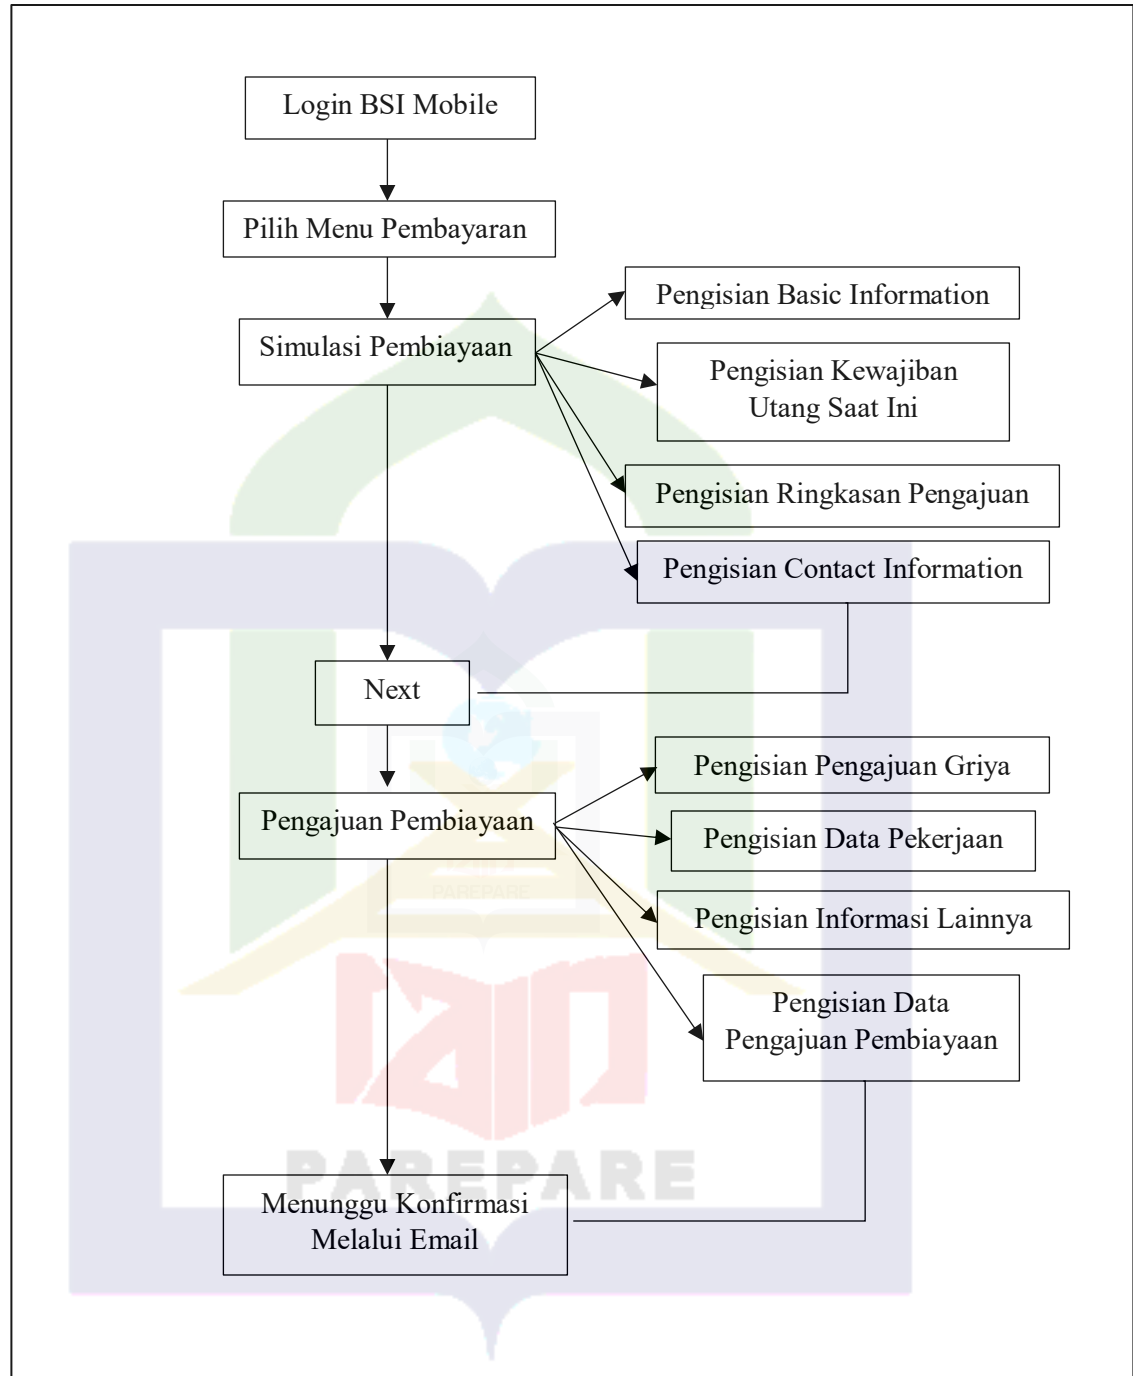 Login BSI Mobile
Pilih Menu Pembayaran
Simulasi Pembiayaan
Pengisian Basic Information
Pengisian Kewajiban
Utang Saat Ini
Pengisian Ringkasan Pengajuan
Pengisian Contact Information
Next
Pengajuan Pembiayaan
Pengisian Pengajuan Griya
Pengisian Data Pekerjaan
Pengisian Informasi Lainnya
Pengisian Data
Pengajuan Pembiayaan
PAREPARE
PAREPARE
Menunggu Konfirmasi
Melalui Email